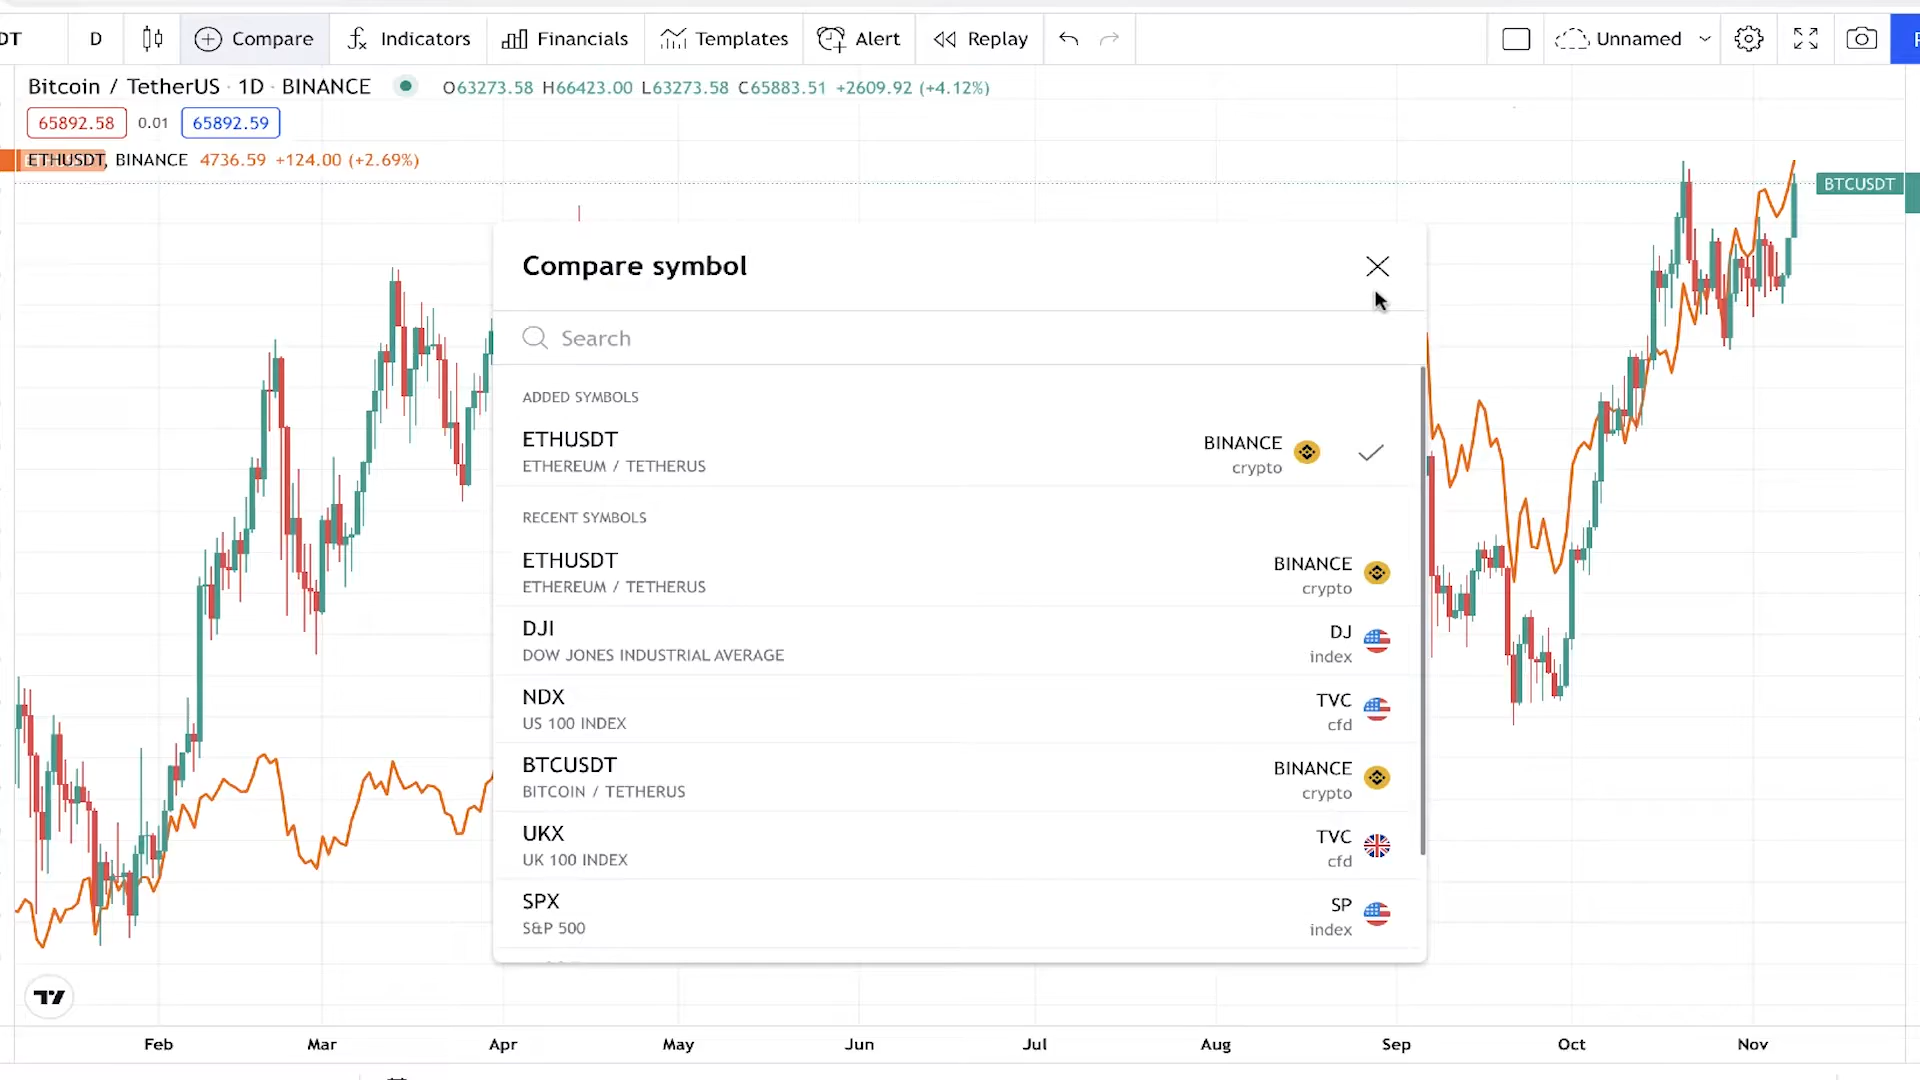 DT D Compare Indicators Financials Templates Alert Replay Unnamed
Bitcoin / TetherUS · 1D · BINANCE O63273.58 H66423.00 L63273.58 C65883.51 +2609.92 (+4.12%)
65892.58 0.01 65892.59
ETHUSDT, BINANCE 4736.59 +124.00 (+2.69%)
BTCUSDT
Compare symbol
Search
ADDED SYMBOLS
ETHUSDT BINANCE
ETHEREUM / TETHERUS crypto
RECENT SYMBOLS
ETHUSDT BINANCE
ETHEREUM / TETHERUS crypto
DJI DJ
DOW JONES INDUSTRIAL AVERAGE index
NDX TVC
US 100 INDEX cfd
BTCUSDT BINANCE
BITCOIN / TETHERUS crypto
UKX TVC
UK 100 INDEX cfd
SPX SP
S&P 500 index
Feb Mar Apr May Jun Jul Aug Sep Oct Nov